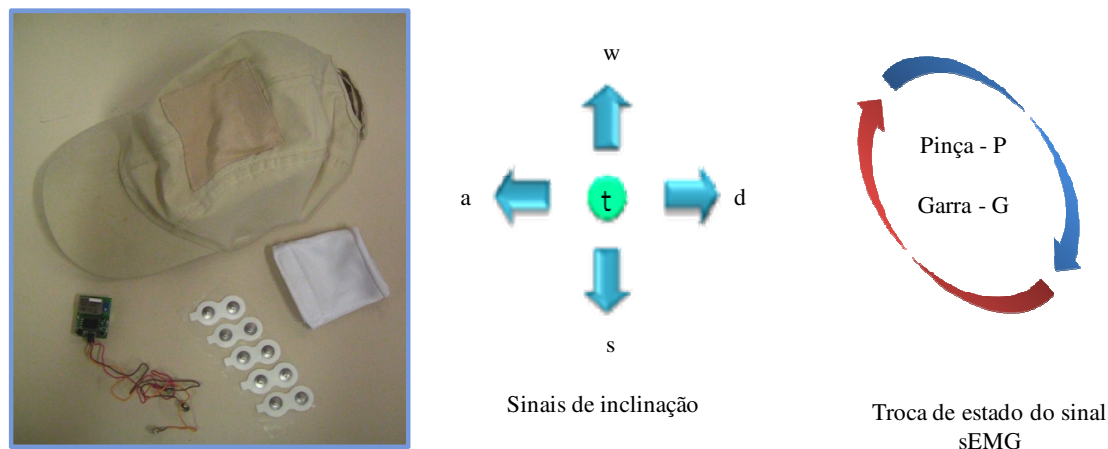 w
a
t
d
s
Sinais de inclinação
Pinça - P
Garra - G
Troca de estado do sinal
sEMG